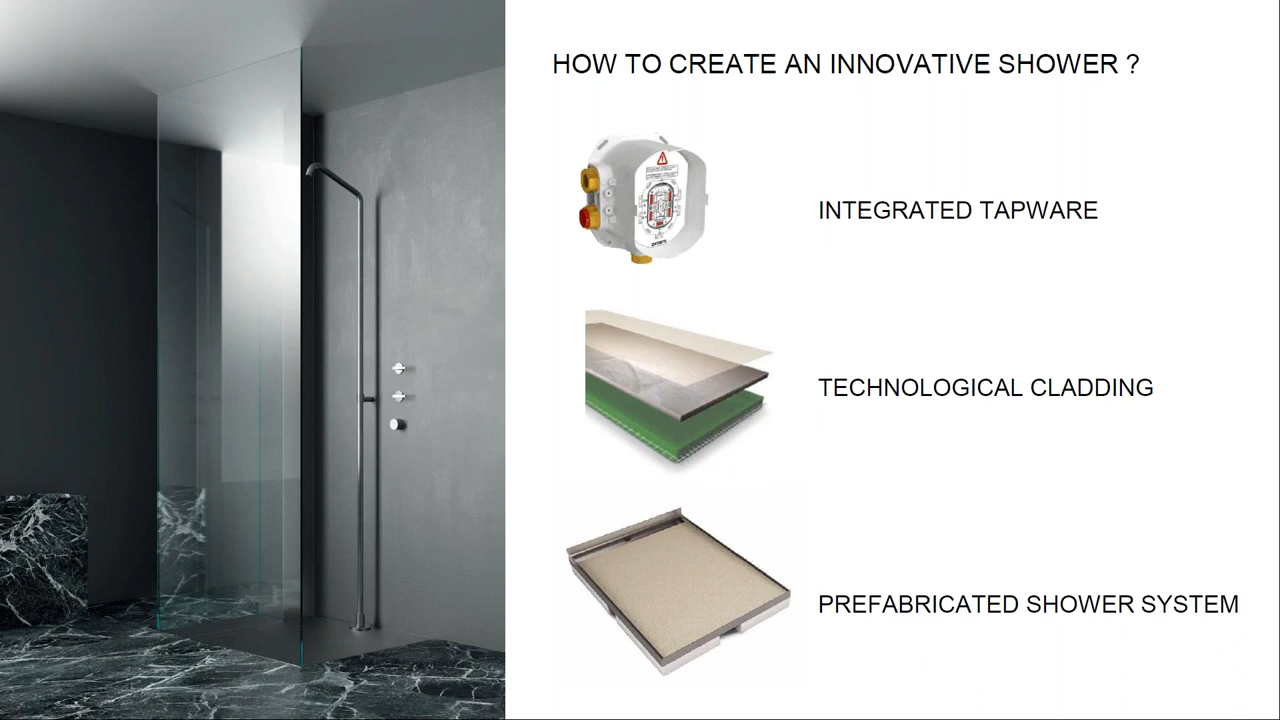 HOW TO CREATE AN INNOVATIVE SHOWER ?
INTEGRATED TAPWARE
TECHNOLOGICAL CLADDING
PREFABRICATED SHOWER SYSTEM